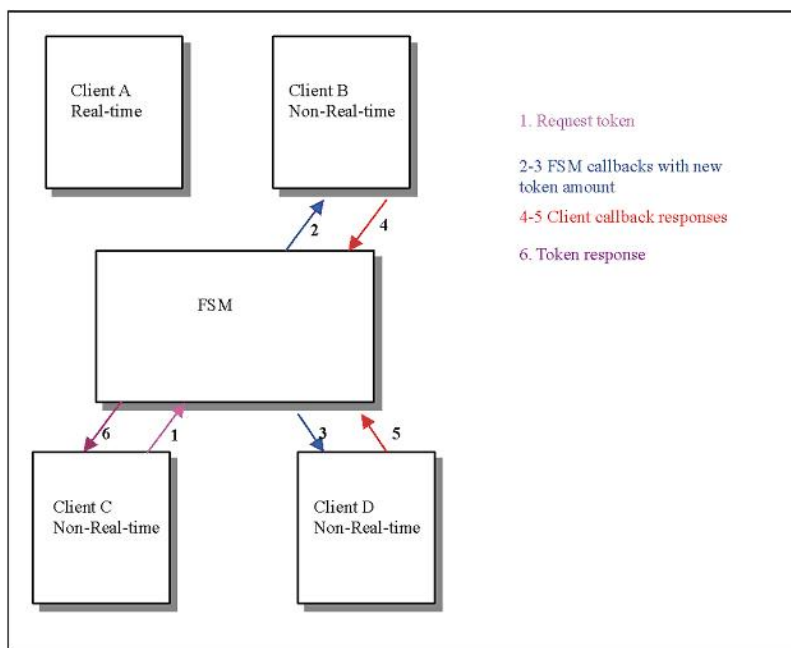 Client A
Real-time
Client B
Non-Real-time
1. Request token
2-3 FSM callbacks with new
token amount
4-5 Client callback responses
6. Token response
2
4
FSM
6
1
3
5
Client C
Non-Real-time
Client D
Non-Real-time